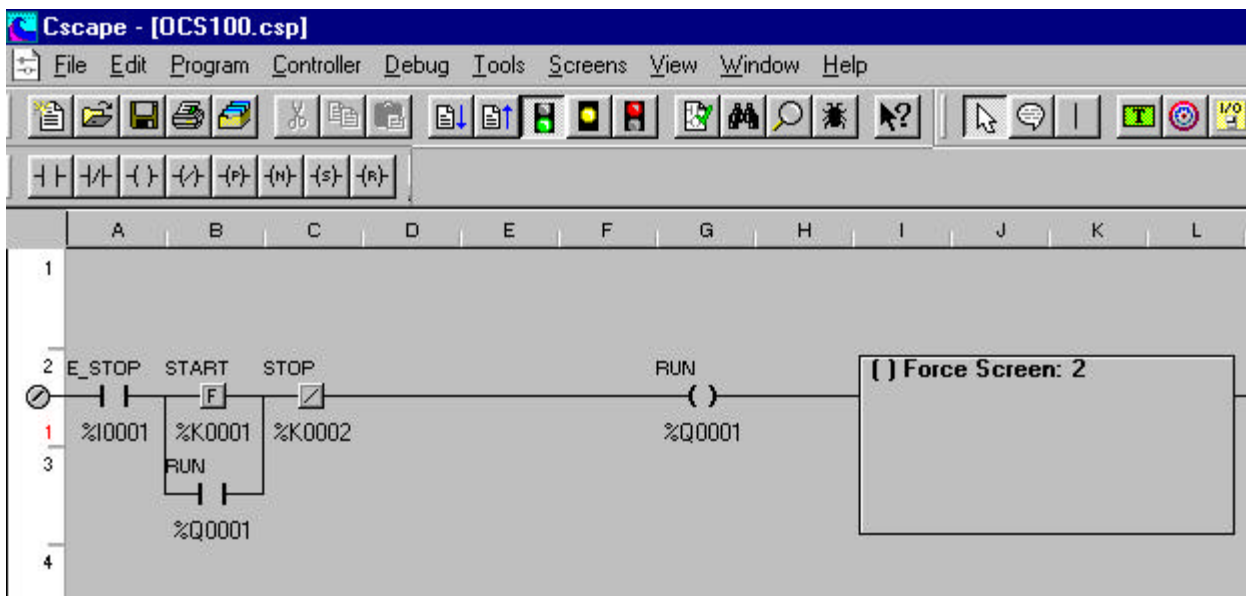 Cscape - [OCS100.csp]
File Edit Program Controller Debug Tools Screens View Window Help
T I/O
(P) (N) (S) (R)
A B C D E F G H I J K L
1
2 E_STOP START STOP RUN ( ) Force Screen: 2
F
1 %I0001 %K0001 %K0002 %Q0001
3 RUN
%Q0001
4